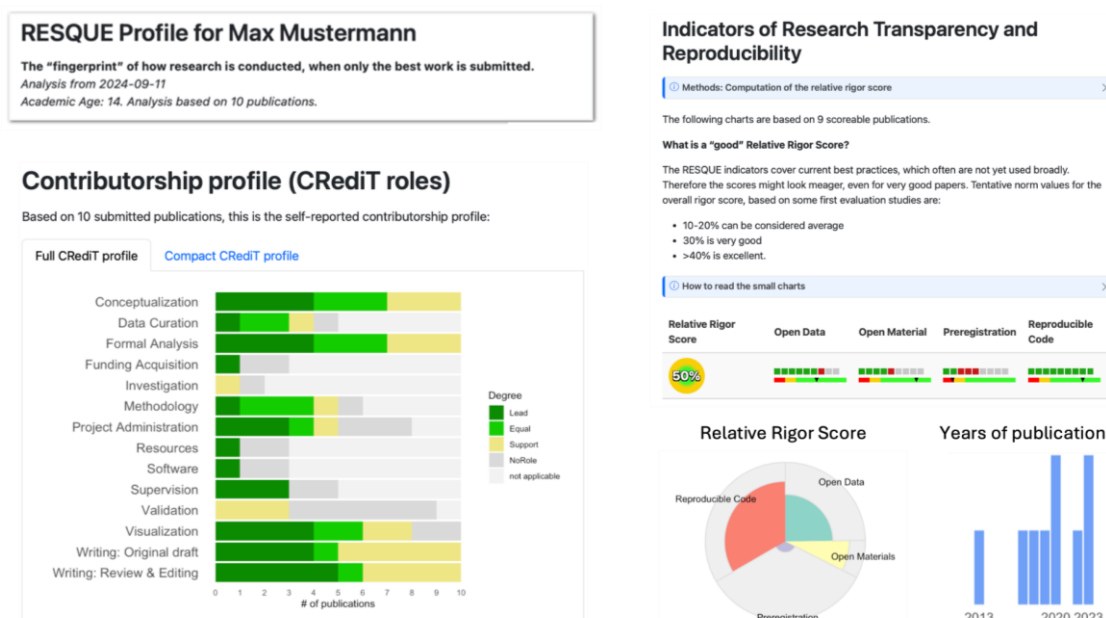 RESQUE Profile for Max Mustermann
The “fingerprint” of how research is conducted, when only the best work is submitted.
Analysis from 2024-09-11
Academic Age: 14. Analysis based on 10 publications.
Contributorship profile (CRediT roles)
Based on 10 submitted publications, this is the self-reported contributorship profile:
Full CRediT profile
Compact CRediT profile
Conceptualization
Data Curation
Formal Analysis
Funding Acquisition
Investigation
Methodology
Project Administration
Resources
Software
Supervision
Validation
Visualization
Writing: Original draft
Writing: Review & Editing
0 1 2 3 4 5 6 7 8 9 10
# of publications
Degree
Lead
Equal
Support
NoRole
not applicable
Indicators of Research Transparency and
Reproducibility
Methods: Computation of the relative rigor score
The following charts are based on 9 scoreable publications.
What is a “good” Relative Rigor Score?
The RESQUE indicators cover current best practices, which often are not yet used broadly.
Therefore the scores might look meager, even for very good papers. Tentative norm values for the
overall rigor score, based on some first evaluation studies are:
• 10-20% can be considered average
• 30% is very good
• >40% is excellent.
How to read the small charts
Relative Rigor
Score
Open Data
Open Material
Preregistration
Reproducible
Code
50%
Relative Rigor Score
Reproducible Code
Open Data
Open Materials
Preregistration
Years of publication
2013 2020 2023